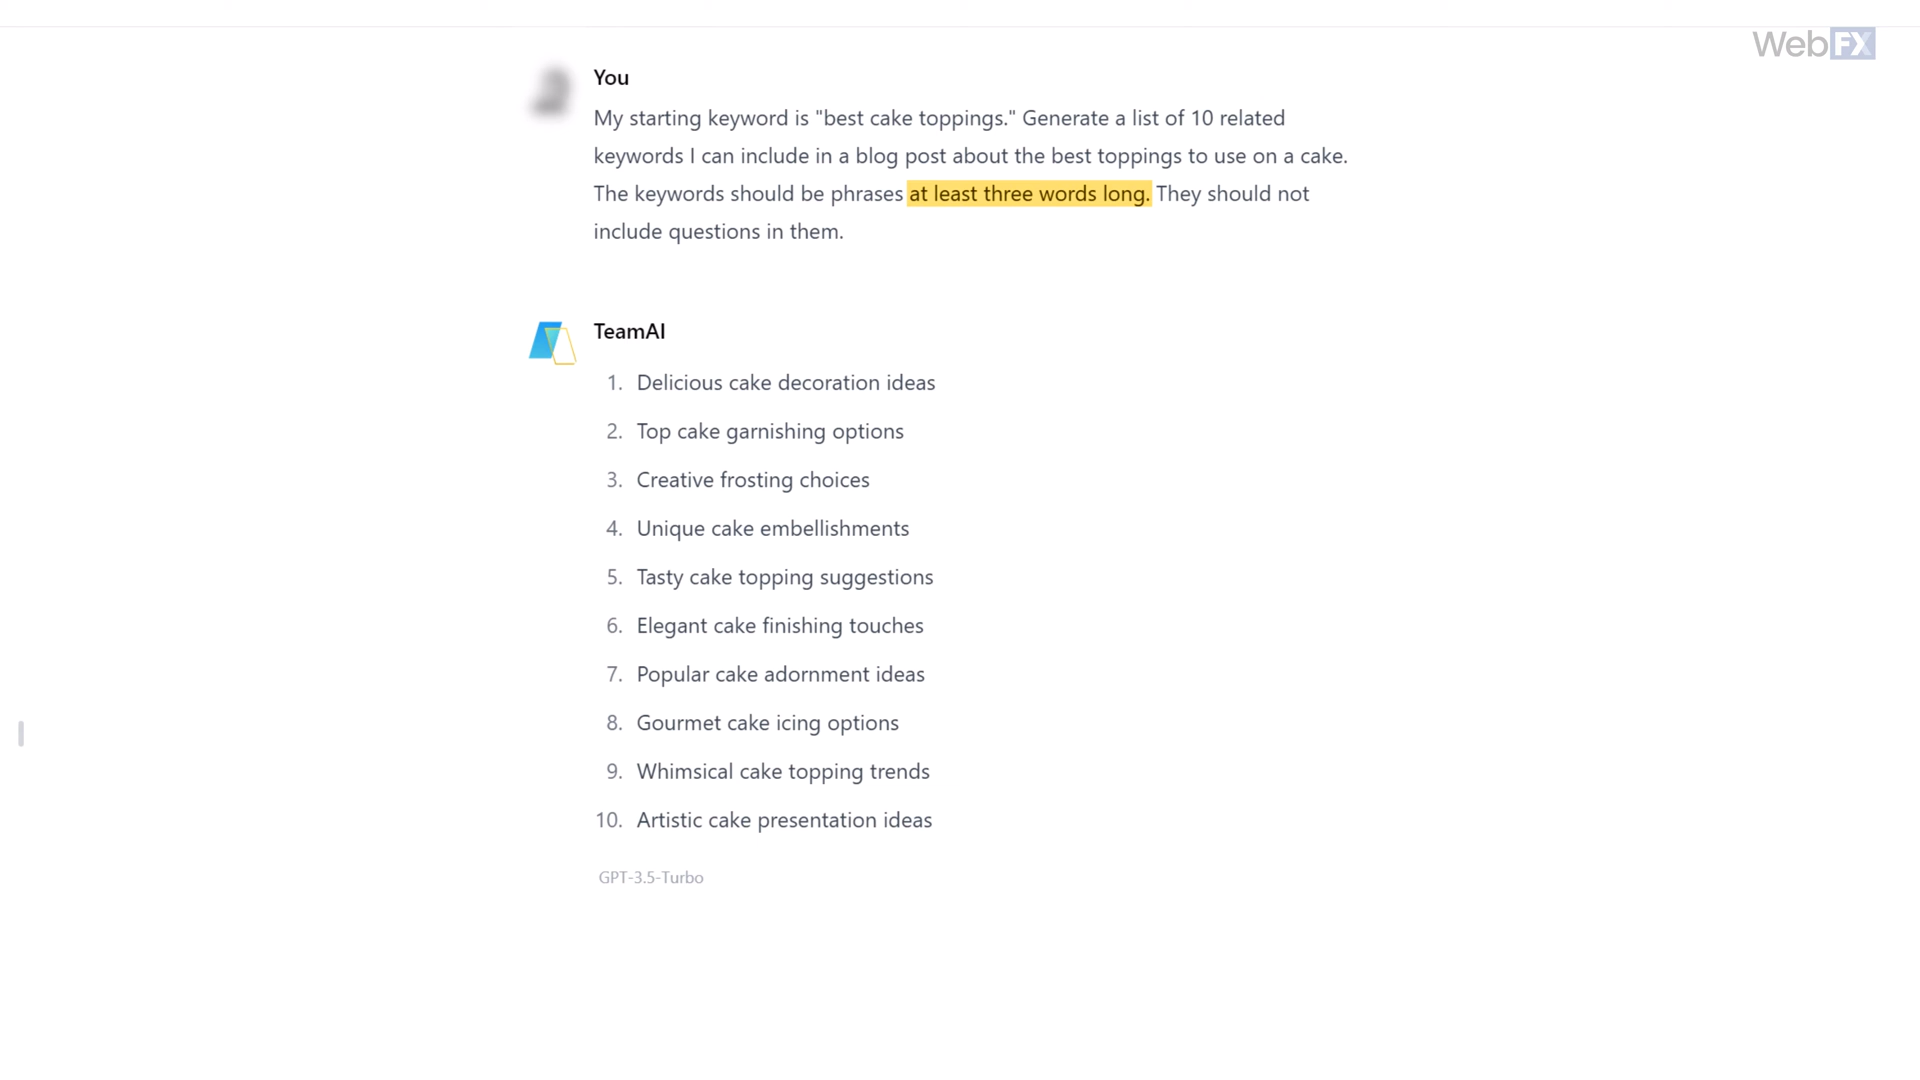 WebFX
You
My starting keyword is "best cake toppings." Generate a list of 10 related
keywords I can include in a blog post about the best toppings to use on a cake.
The keywords should be phrases at least three words long. They should not
include questions in them.
TeamAI
1. Delicious cake decoration ideas
2. Top cake garnishing options
3. Creative frosting choices
4. Unique cake embellishments
5. Tasty cake topping suggestions
6. Elegant cake finishing touches
7. Popular cake adornment ideas
8. Gourmet cake icing options
9. Whimsical cake topping trends
10. Artistic cake presentation ideas
GPT-3.5-Turbo